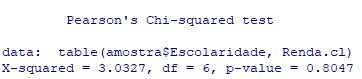 Pearson's Chi-squared test
data:  table(amostra$Escolaridade, Renda.cl)
X-squared = 3.0327, df = 6, p-value = 0.8047